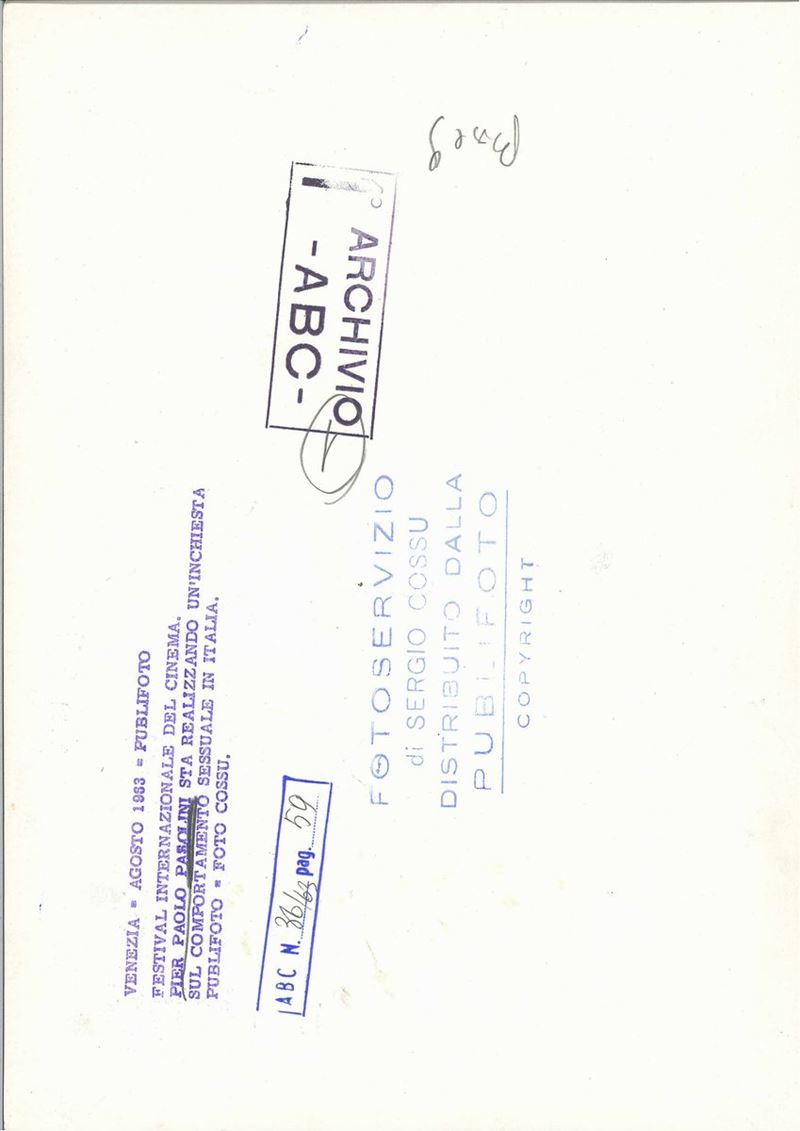 ARCHIVIO
-ABC-
VENEZIA = AGOSTO 1963 = PUBLIFOTO
FESTIVAL INTERNAZIONALE DEL CINEMA.
PIER PAOLO PASOLINI STA REALIZZANDO UN'INCHIESTA
SUL COMPORTAMENTO SESSUALE IN ITALIA.
PUBLIFOTO = FOTO COSSU.
FOTOSERVIZIO
di SERGIO COSSU
DISTRIBUITO DALLA
PUBLIFOTO
COPYRIGHT
ABC N. 36/63 pag. 59